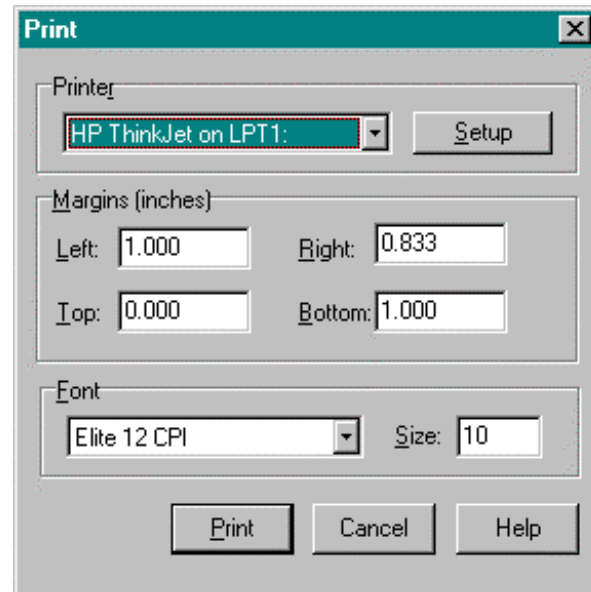 Print
Printer
HP ThinkJet on LPT1: Setup
Margins (inches)
Left: 1.000 Right: 0.833
Top: 0.000 Bottom: 1.000
Font
Elite 12 CPI Size: 10
Print Cancel Help